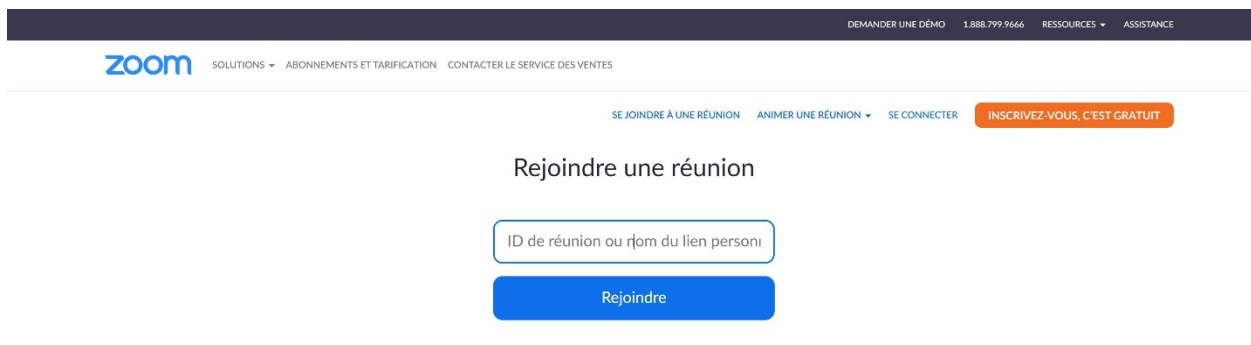 DEMANDER UNE DÉMO 1.888.799.9666 RESSOURCES ASSISTANCE
zoom SOLUTIONS ABONNEMENTS ET TARIFICATION CONTACTER LE SERVICE DES VENTES
SE JOINDRE À UNE RÉUNION ANIMER UNE RÉUNION SE CONNECTER INSCRIVEZ-VOUS, C'EST GRATUIT
Rejoindre une réunion
ID de réunion ou nom du lien person
Rejoindre